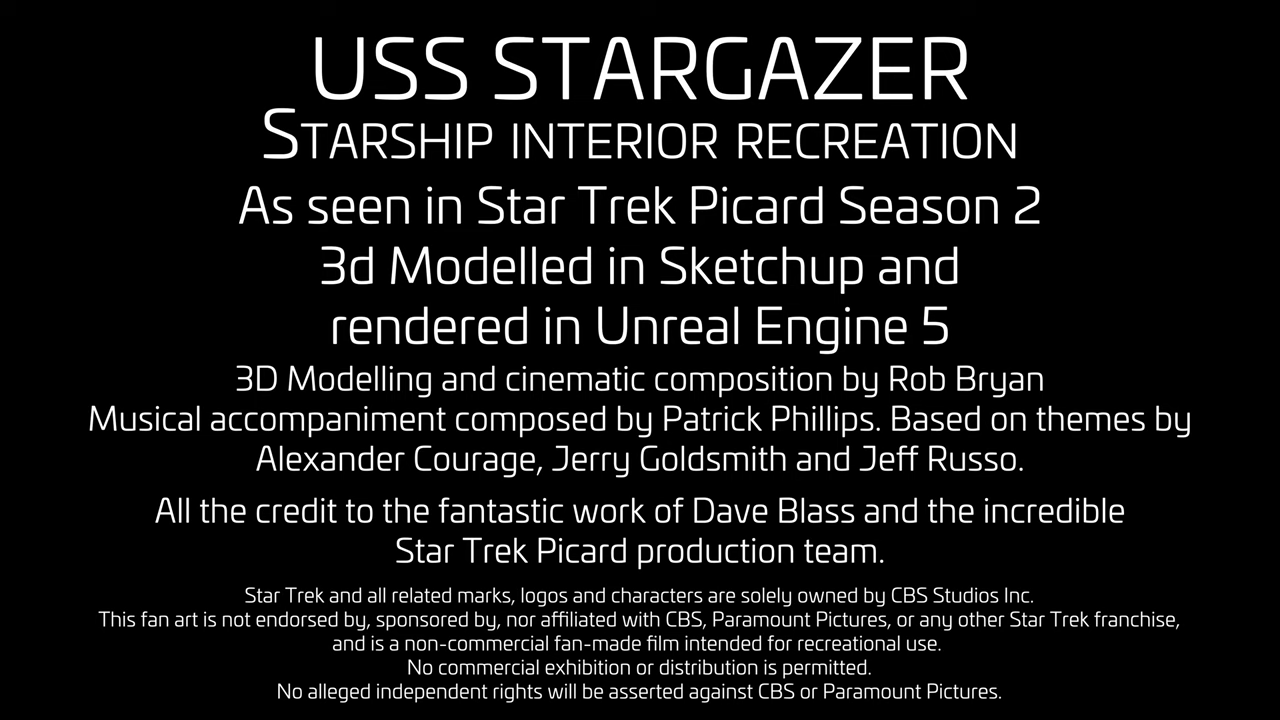 USS STARGAZER
STARSHIP INTERIOR RECREATION
As seen in Star Trek Picard Season 2
3d Modelled in Sketchup and
rendered in Unreal Engine 5
3D Modelling and cinematic composition by Rob Bryan
Musical accompaniment composed by Patrick Phillips. Based on themes by
Alexander Courage, Jerry Goldsmith and Jeff Russo.
All the credit to the fantastic work of Dave Blass and the incredible
Star Trek Picard production team.
Star Trek and all related marks, logos and characters are solely owned by CBS Studios Inc.
This fan art is not endorsed by, sponsored by, nor affiliated with CBS, Paramount Pictures, or any other Star Trek franchise,
and is a non-commercial fan-made film intended for recreational use.
No commercial exhibition or distribution is permitted.
No alleged independent rights will be asserted against CBS or Paramount Pictures.